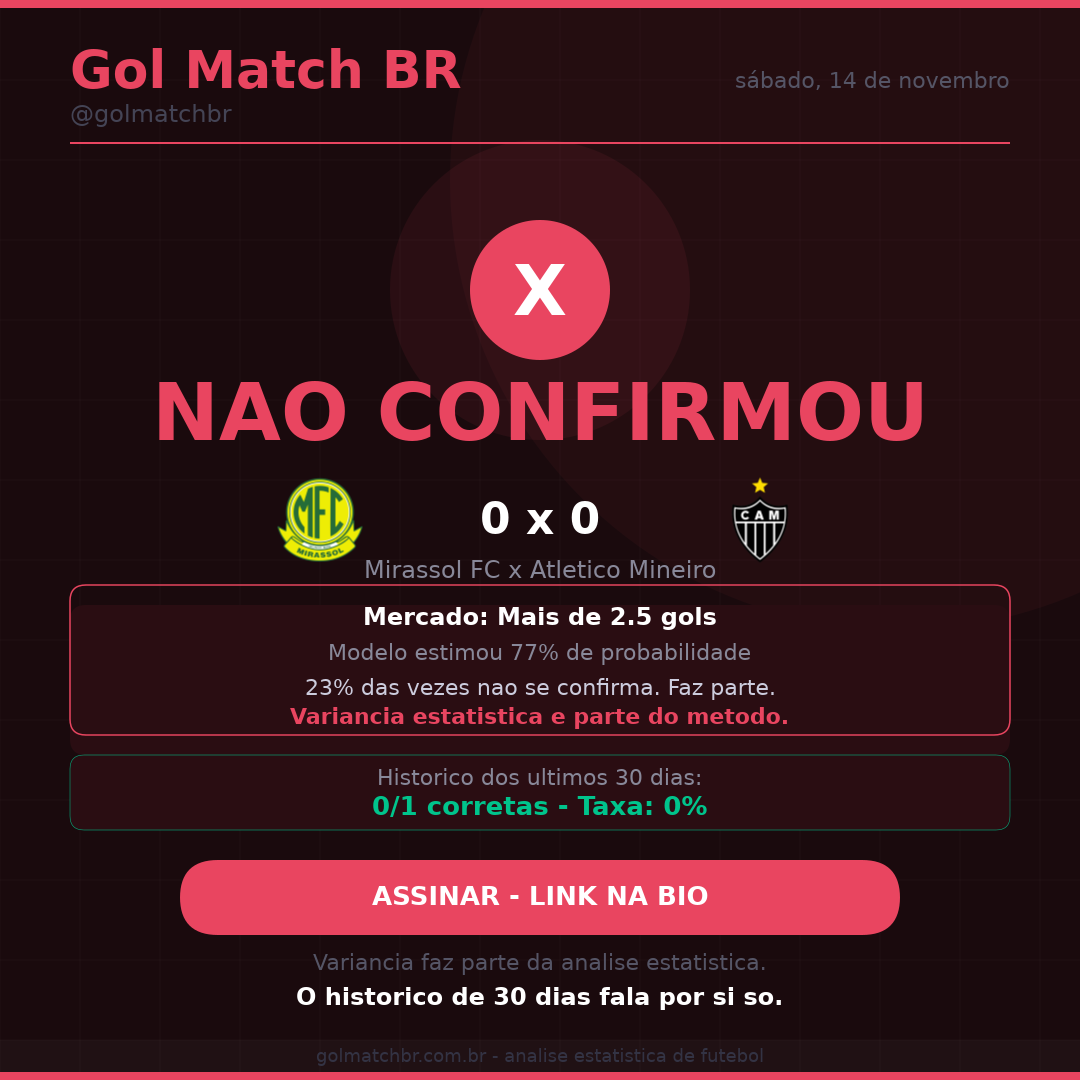 Gol Match BR
sábado, 14 de novembro
@golmatchbr
X
NAO CONFIRMOU
MFC
MIRASSOL
0 x 0
CAM
Mirassol FC x Atletico Mineiro
Mercado: Mais de 2.5 gols
Modelo estimou 77% de probabilidade
23% das vezes nao se confirma. Faz parte.
Variancia estatistica e parte do metodo.
Historico dos ultimos 30 dias:
0/1 corretas - Taxa: 0%
ASSINAR - LINK NA BIO
Variancia faz parte da analise estatistica.
O historico de 30 dias fala por si so.
golmatchbr.com.br - analise estatistica de futebol